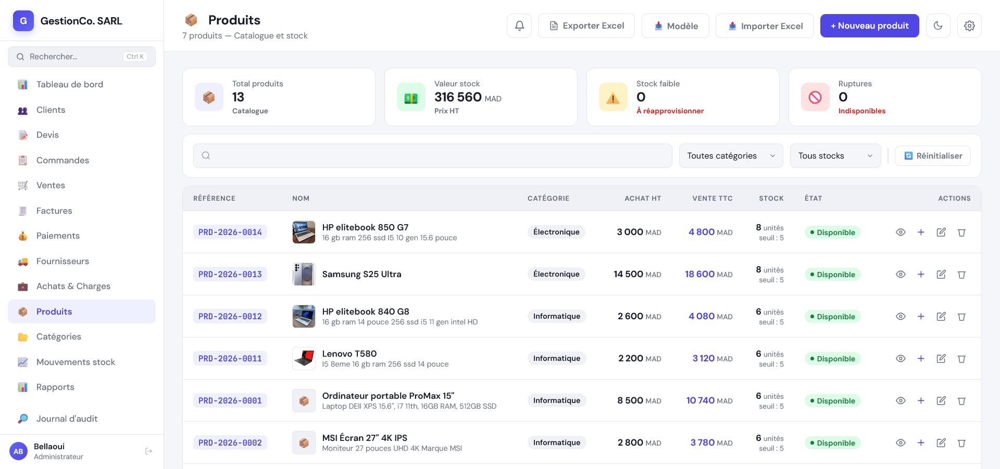 G GestionCo. SARL
Rechercher... Ctrl K
Tableau de bord
Clients
Devis
Commandes
Ventes
Factures
Paiements
Fournisseurs
Achats & Charges
Produits
Catégories
Mouvements stock
Rapports
Journal d'audit
AB Bellaoui
Administrateur
Produits
7 produits — Catalogue et stock
Exporter Excel Modèle Importer Excel + Nouveau produit
Total produits
13
Catalogue
Valeur stock
316 560 MAD
Prix HT
Stock faible
0
À réapprovisionner
Ruptures
0
Indisponibles
Toutes catégories Tous stocks Réinitialiser
RÉFÉRENCE NOM CATÉGORIE ACHAT HT VENTE TTC STOCK ÉTAT ACTIONS
PRD-2026-0014 HP elitebook 850 G7 Électronique 3 000 MAD 4 800 MAD 8 unités Disponible
16 gb ram 256 ssd I5 10 gen 15.6 pouce seuil : 5
PRD-2026-0013 Samsung S25 Ultra Électronique 14 500 MAD 18 600 MAD 8 unités Disponible
seuil : 5
PRD-2026-0012 HP elitebook 840 G8 Informatique 2 600 MAD 4 080 MAD 6 unités Disponible
16 gb ram 14 pouce 256 ssd i5 11 gen intel HD seuil : 5
PRD-2026-0011 Lenovo T580 Informatique 2 200 MAD 3 120 MAD 6 unités Disponible
I5 8eme 16 gb ram 256 ssd 14 pouce seuil : 5
PRD-2026-0001 Ordinateur portable ProMax 15" Informatique 8 500 MAD 10 740 MAD 6 unités Disponible
Laptop DEll XPS 15.6", i7 11th, 16GB RAM, 512GB SSD seuil : 5
PRD-2026-0002 MSI Écran 27" 4K IPS Informatique 2 800 MAD 3 780 MAD 6 unités Disponible
Moniteur 27 pouces UHD 4K Marque MSI seuil : 5